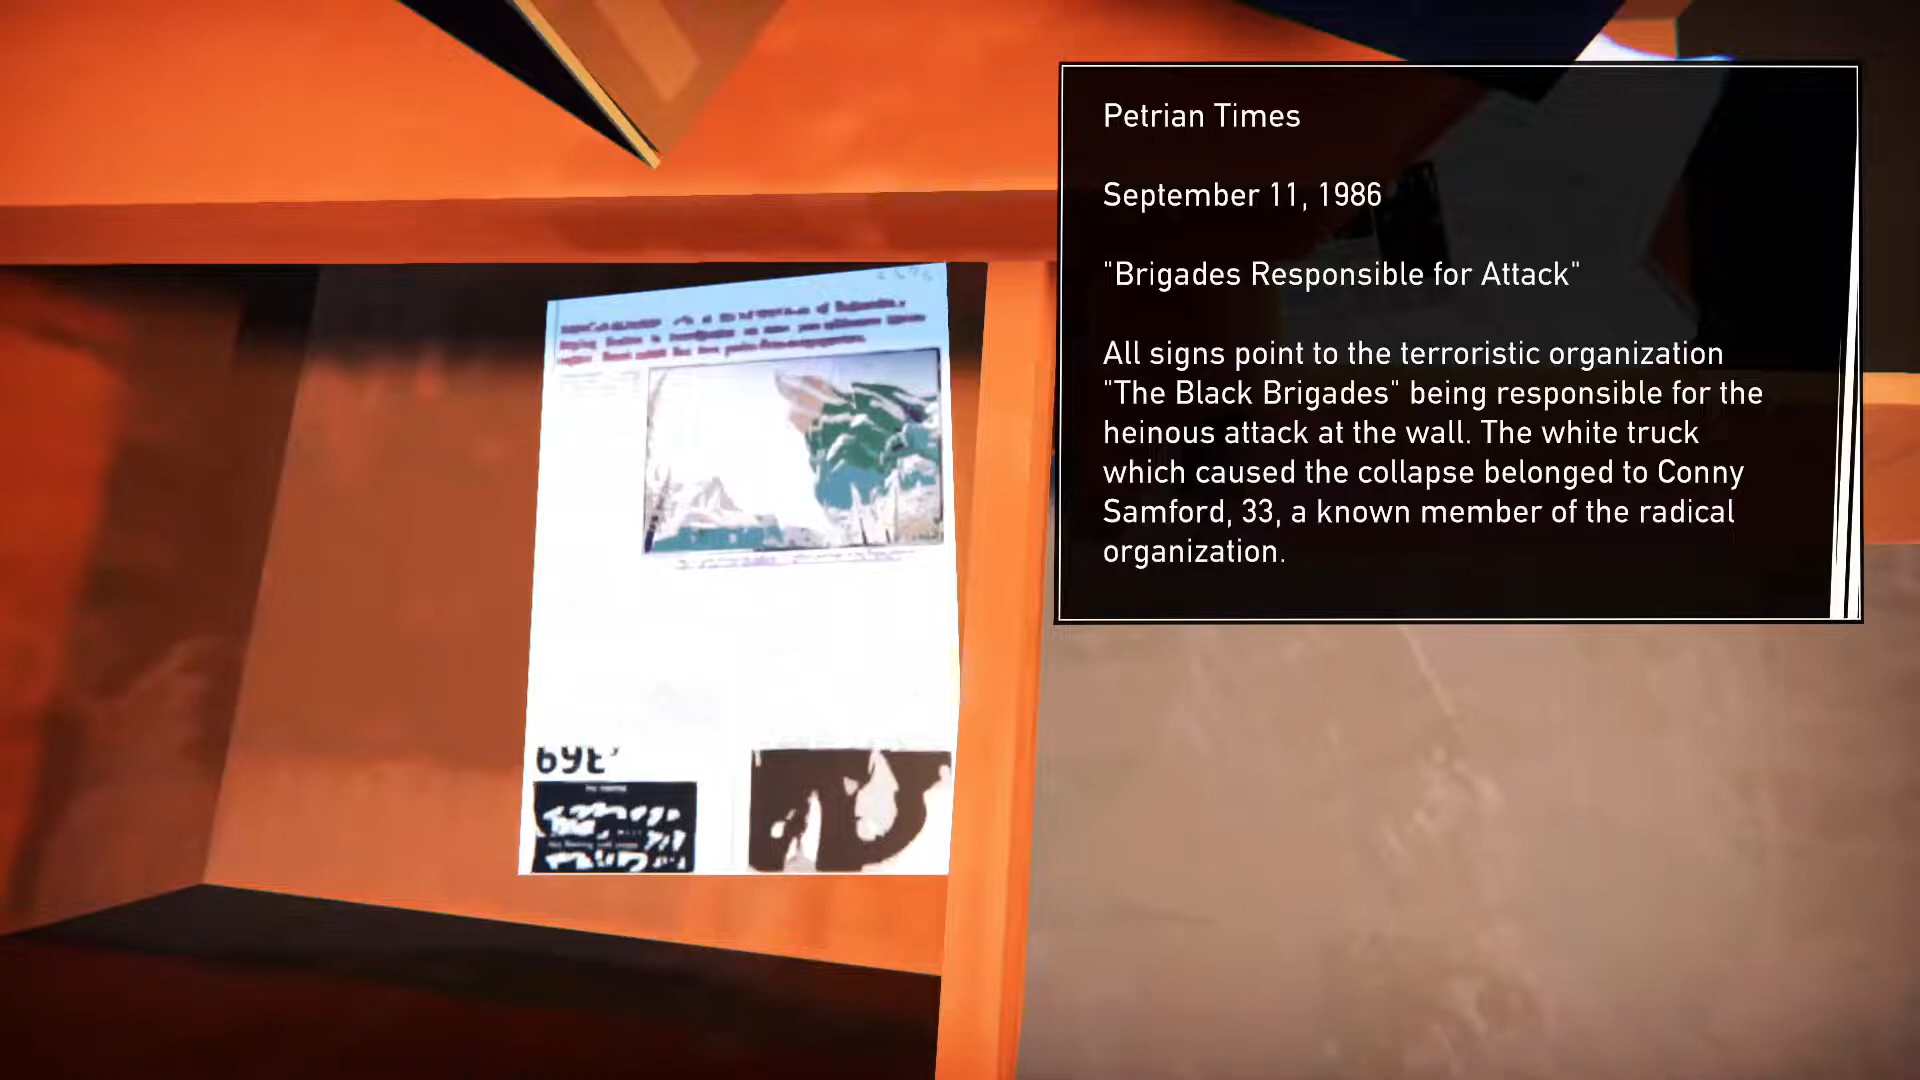 Petrian Times
September 11, 1986
"Brigades Responsible for Attack"
All signs point to the terroristic organization
"The Black Brigades" being responsible for the
heinous attack at the wall. The white truck
which caused the collapse belonged to Conny
Samford, 33, a known member of the radical
organization.